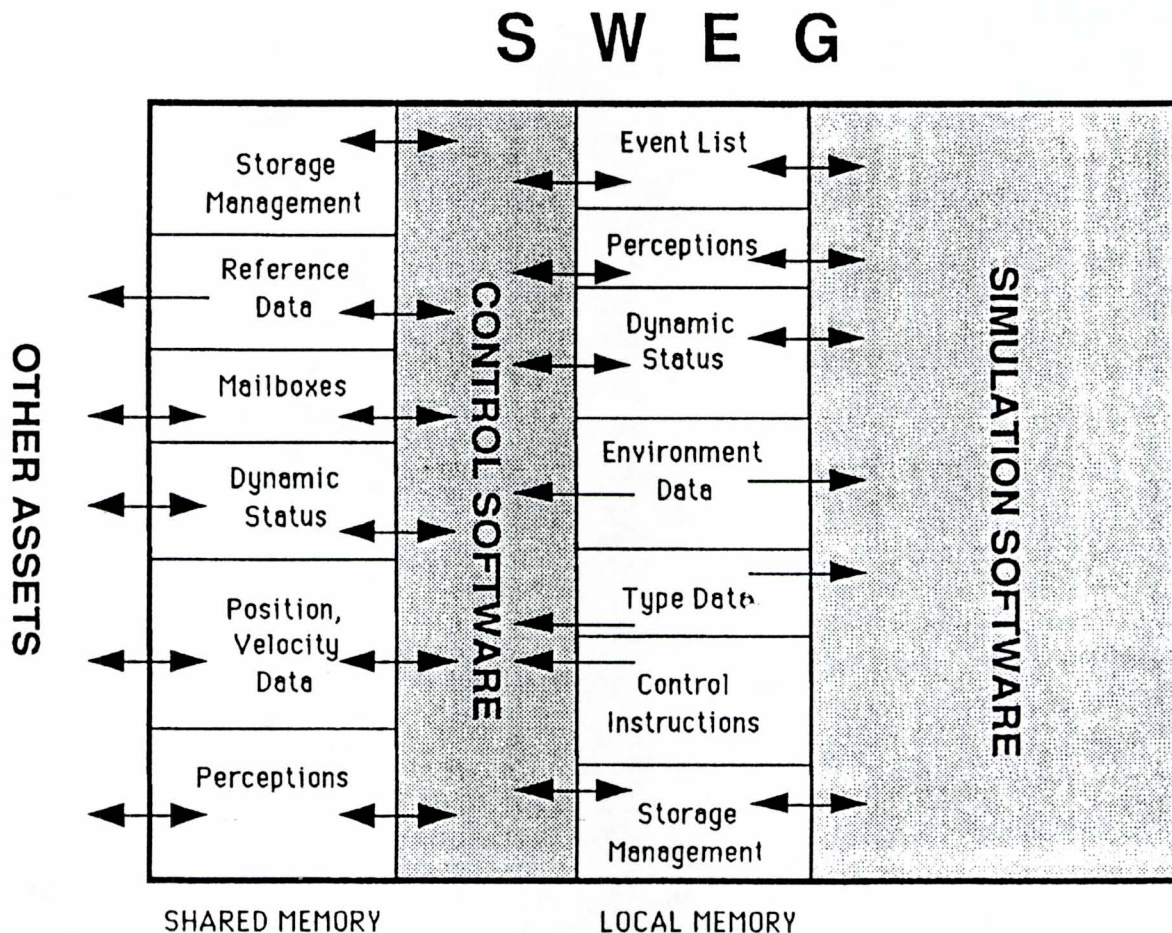 S W E G
OTHER ASSETS
Storage
Management
Reference
Data
Mailboxes
Dynamic
Status
Position,
Velocity
Data
Perceptions
CONTROL SOFTWARE
Event List
Perceptions
Dynamic
Status
Environment
Data
Type Data
Control
Instructions
Storage
Management
SIMULATION SOFTWARE
SHARED MEMORY
LOCAL MEMORY